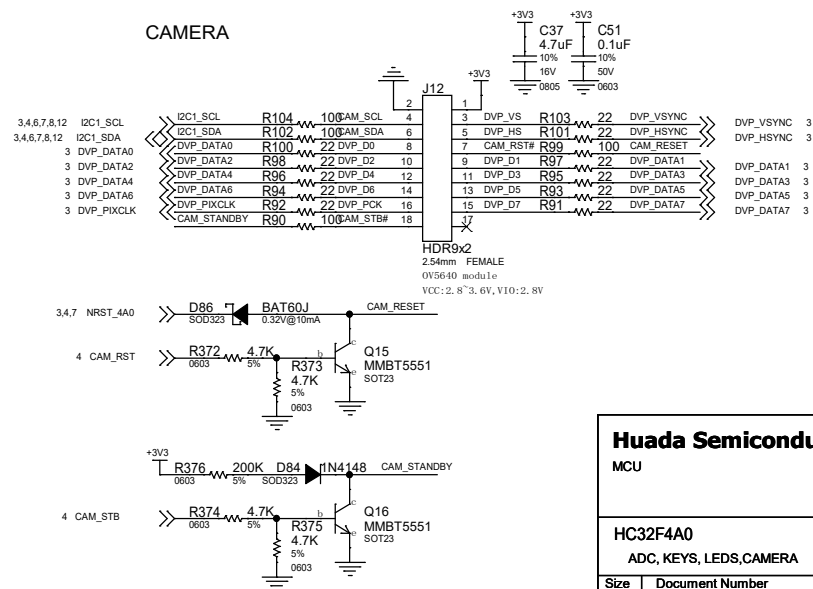 CAMERA
+3V3 +3V3
C37 C51
4.7uF 0.1uF
10% 10%
16V 50V
0805 0603
+3V3
J12
2 1
3,4,6,7,8,12 I2C1_SCL I2C1_SCL R104 100 CAM_SCL 4 3 DVP_VS R103 22 DVP_VSYNC DVP_VSYNC 3
3,4,6,7,8,12 I2C1_SDA I2C1_SDA R102 100 CAM_SDA 6 5 DVP_HS R101 22 DVP_HSYNC DVP_HSYNC 3
3 DVP_DATA0 DVP_DATA0 R100 22 DVP_D0 8 7 CAM_RST# R99 100 CAM_RESET
3 DVP_DATA2 DVP_DATA2 R98 22 DVP_D2 10 9 DVP_D1 R97 22 DVP_DATA1 DVP_DATA1 3
3 DVP_DATA4 DVP_DATA4 R96 22 DVP_D4 12 11 DVP_D3 R95 22 DVP_DATA3 DVP_DATA3 3
3 DVP_DATA6 DVP_DATA6 R94 22 DVP_D6 14 13 DVP_D5 R93 22 DVP_DATA5 DVP_DATA5 3
3 DVP_PIXCLK DVP_PIXCLK R92 22 DVP_PCK 16 15 DVP_D7 R91 22 DVP_DATA7 DVP_DATA7 3
CAM_STANDBY R90 100 CAM_STB# 18 17
HDR9x2
2.54mm FEMALE
OV5640 module
VCC:2.8~3.6V,VIO:2.8V
3,4,7 NRST_4A0 D86 BAT60J CAM_RESET
SOD323 0.32V@10mA
4 CAM_RST R372 4.7K b c e Q15
0603 5% R373 MMBT5551
4.7K SOT23
5%
0603
+3V3
R376 200K D84 1N4148 CAM_STANDBY
0603 5% SOD323
4 CAM_STB R374 4.7K b c e Q16
0603 5% R375 MMBT5551
4.7K SOT23
5%
0603
Huada Semicondu
MCU
HC32F4A0
ADC, KEYS, LEDS,CAMERA
Size Document Number